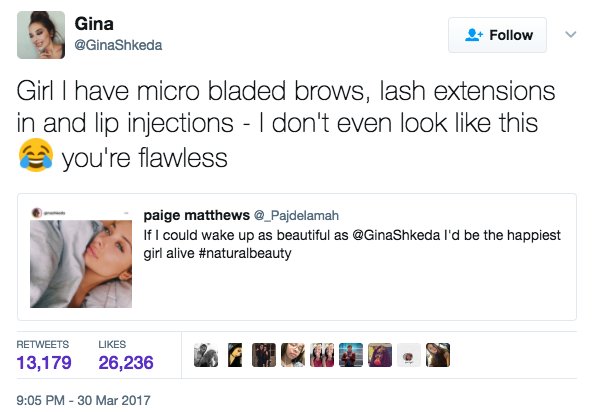 Gina
@GinaShkeda
Follow
Girl I have micro bladed brows, lash extensions
in and lip injections - I don't even look like this
😂 you're flawless
paige matthews @_Pajdelamah
If I could wake up as beautiful as @GinaShkeda I'd be the happiest
girl alive #naturalbeauty
RETWEETS LIKES
13,179 26,236
9:05 PM - 30 Mar 2017